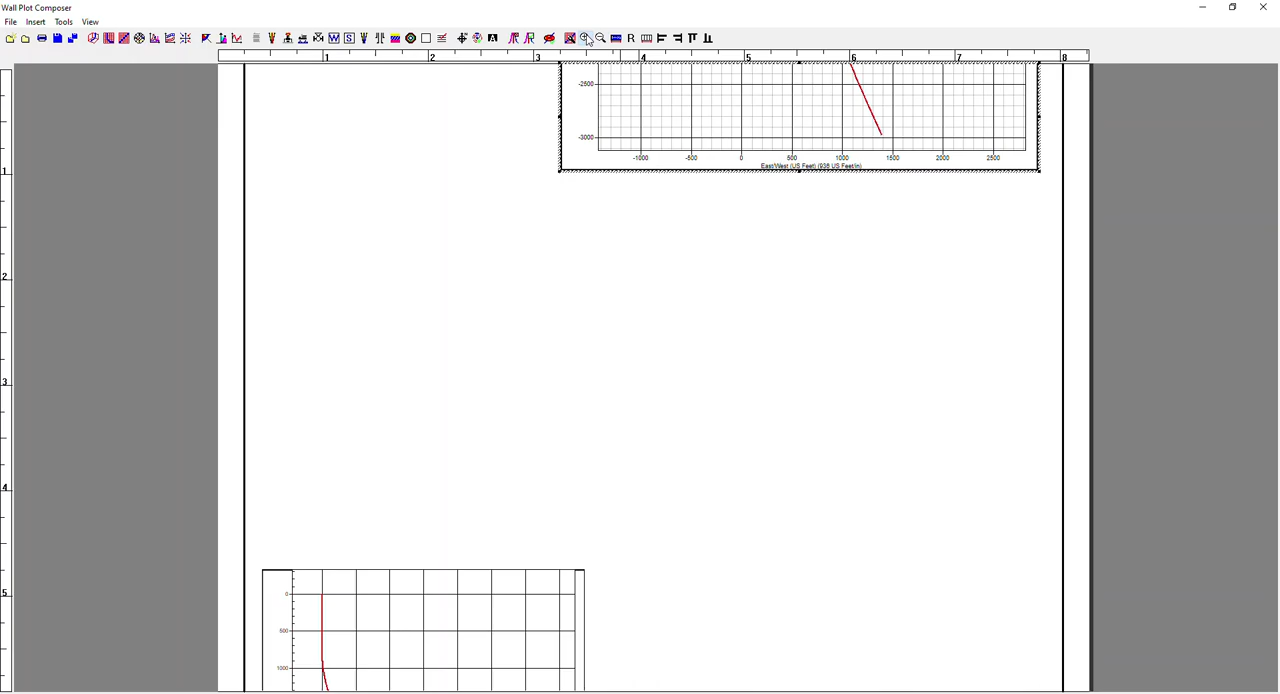 Wall Plot Composer
File Insert Tools View
W S A R
1 2 3 4 5 6 7 8
-2500
-3000
-1000 -500 0 500 1000 1500 2000 2500
East/West (US Feet) (936 US Feet/in)
1
2
3
4
5
0
500
1000